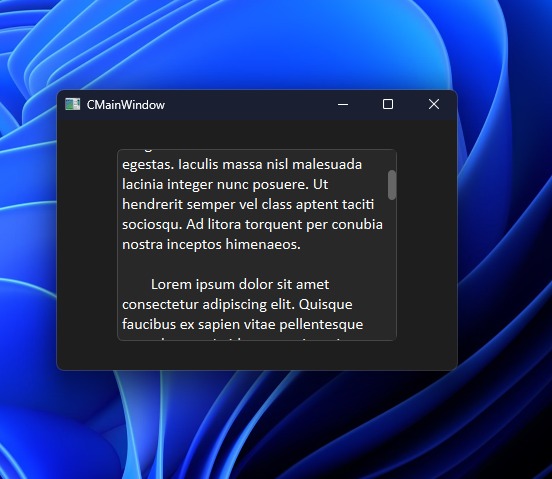 CMainWindow
egestas. Iaculis massa nisl malesuada
lacinia integer nunc posuere. Ut
hendrerit semper vel class aptent taciti
sociosqu. Ad litora torquent per conubia
nostra inceptos himenaeos.
Lorem ipsum dolor sit amet
consectetur adipiscing elit. Quisque
faucibus ex sapien vitae pellentesque